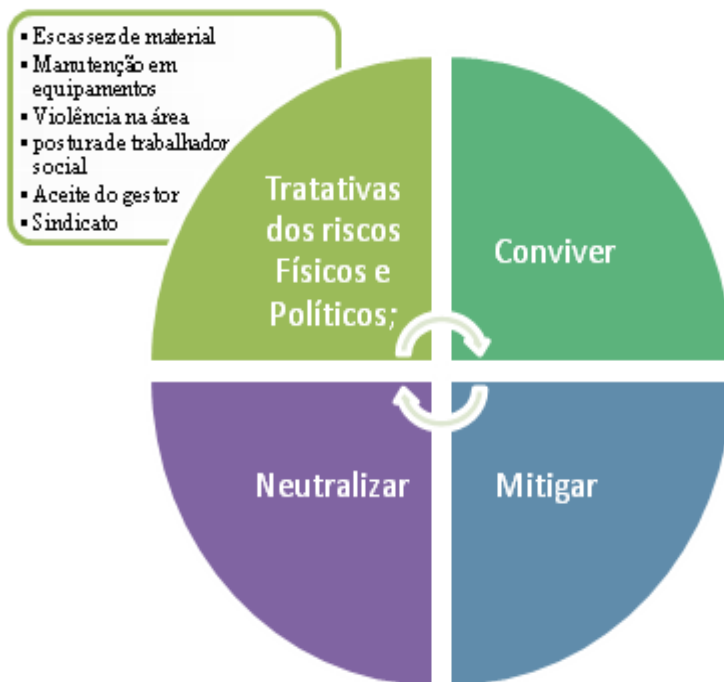 ▪ Escassez de material
▪ Manutenção em
equipamentos
▪ Violência na área
▪ postura de trabalhador
social
▪ Aceite do gestor
▪ Sindicato
Tratativas
dos riscos
Físicos e
Políticos;
Conviver
Neutralizar
Mitigar